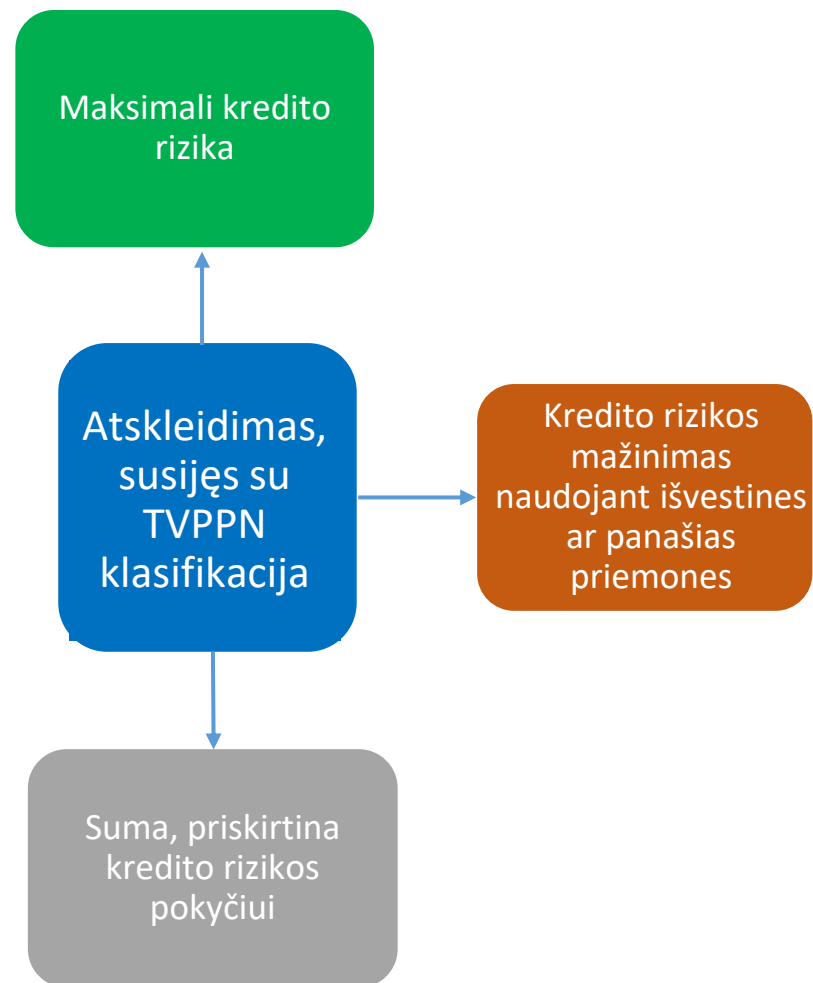 Maksimali kredito
rizika
Atskleidimas,
susijęs su
TVPPN
klasifikacija
Kredito rizikos
mažinimas
naudojant išvestines
ar panašias
priemones
Suma, priskirtina
kredito rizikos
pokyčiui